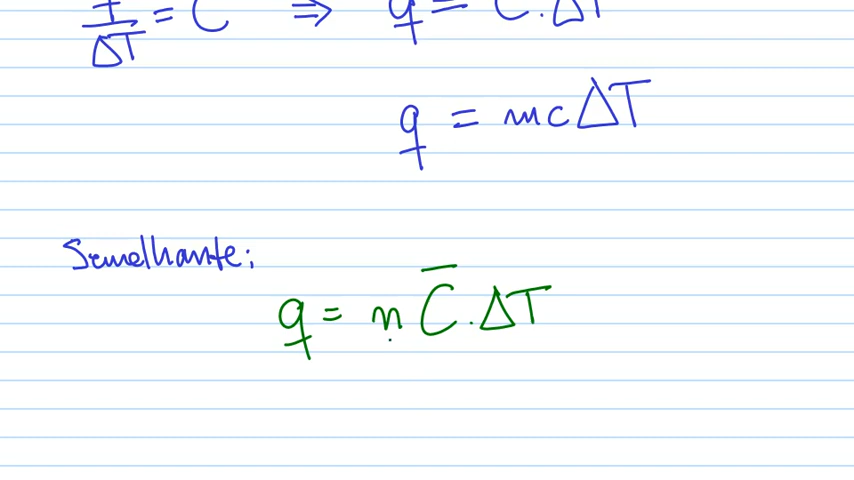 q/ΔT = C ⇒ q = C.ΔT
q = mcΔT
Semelhante:
q = n C̅.ΔT